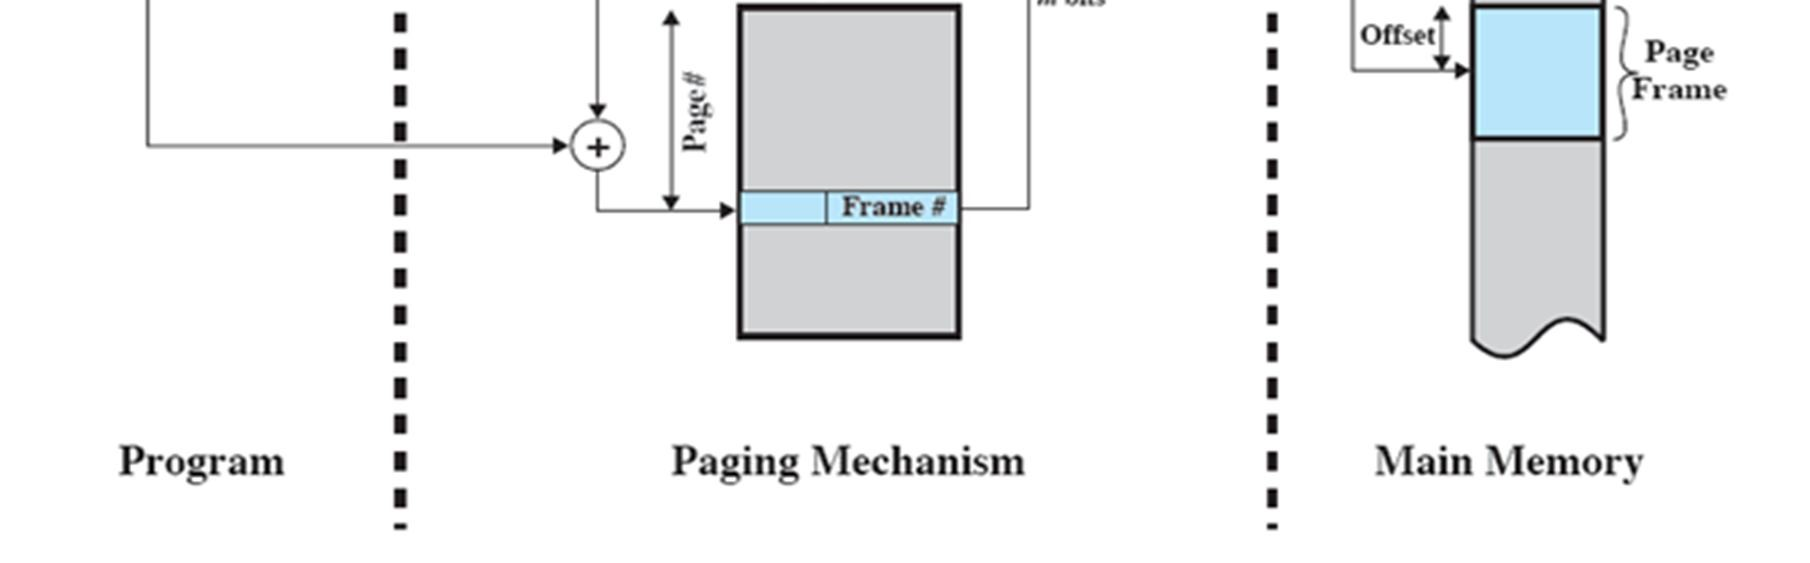 Offset
Page
Frame
Page#
+
Frame #
Program
Paging Mechanism
Main Memory